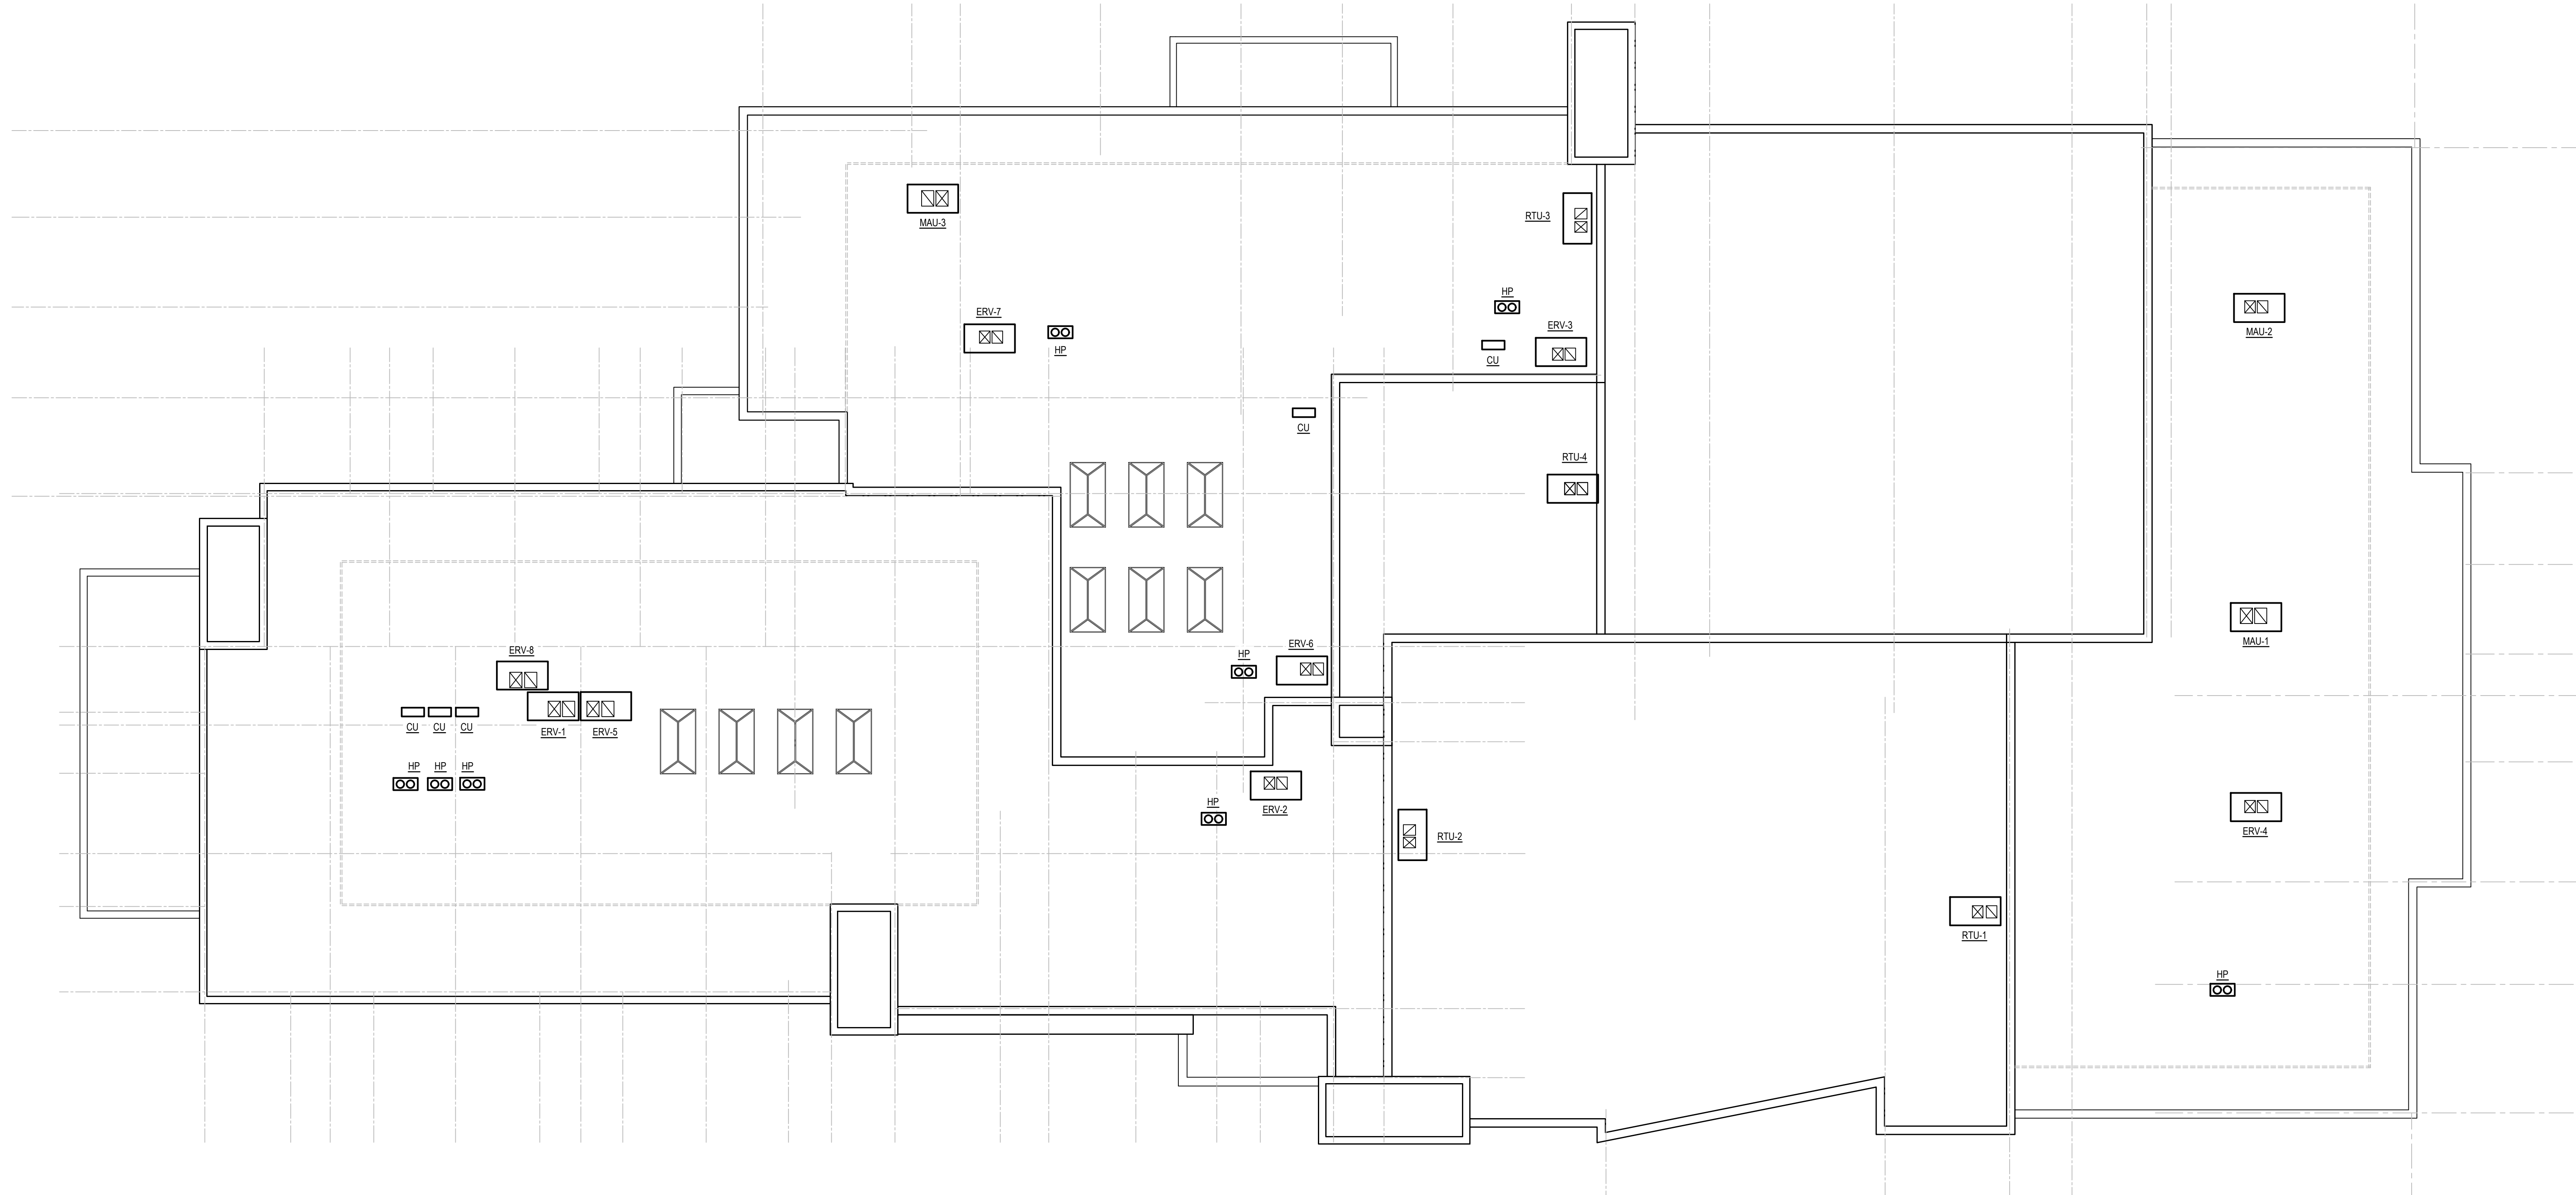 MAU-3
RTU-3
HP
ERV-7
ERV-3
MAU-2
HP
CU
CU
RTU-4
ERV-8
ERV-6
HP
MAU-1
CU
CU
CU
ERV-1
ERV-5
HP
HP
HP
HP
ERV-2
RTU-2
ERV-4
RTU-1
HP